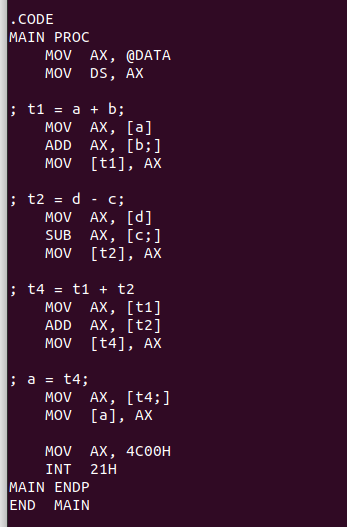 .CODE
MAIN PROC
    MOV  AX, @DATA
    MOV  DS, AX

; t1 = a + b;
    MOV  AX, [a]
    ADD  AX, [b;]
    MOV  [t1], AX

; t2 = d - c;
    MOV  AX, [d]
    SUB  AX, [c;]
    MOV  [t2], AX

; t4 = t1 + t2
    MOV  AX, [t1]
    ADD  AX, [t2]
    MOV  [t4], AX

; a = t4;
    MOV  AX, [t4;]
    MOV  [a], AX

    MOV  AX, 4C00H
    INT  21H
MAIN ENDP
END  MAIN